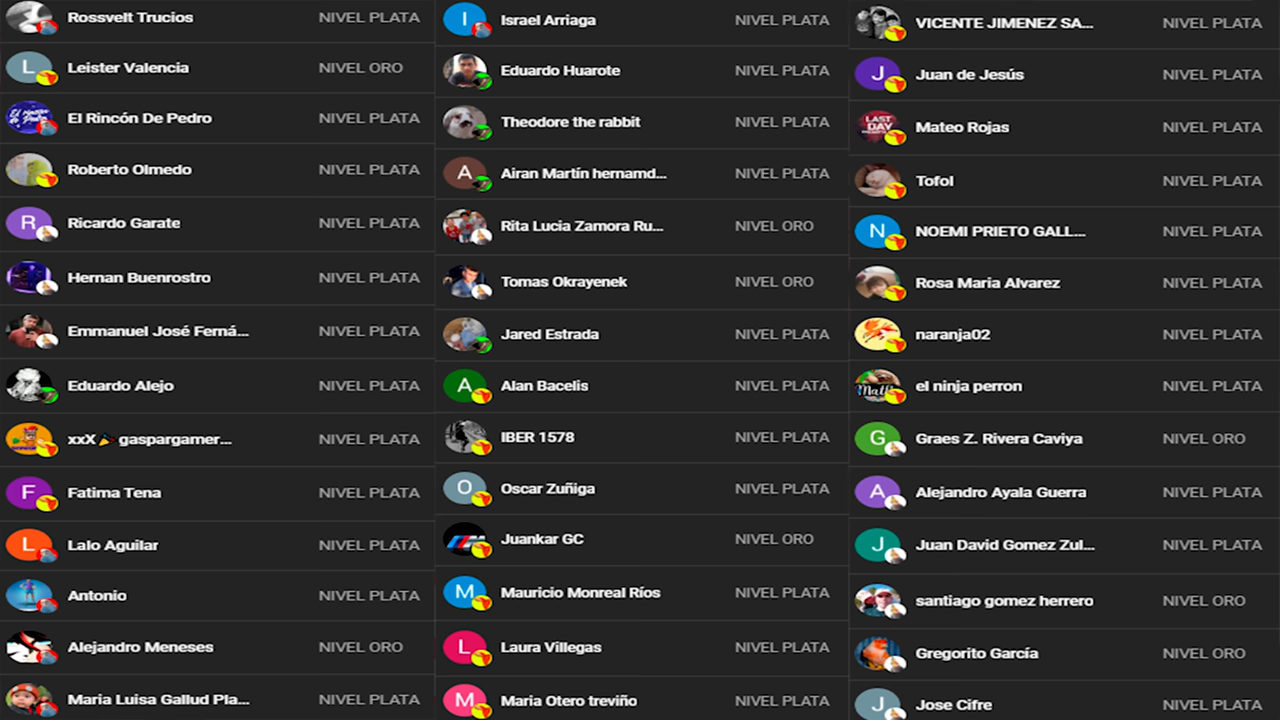 Rossvelt Trucios NIVEL PLATA
L Leister Valencia NIVEL ORO
El Rincón De Pedro NIVEL PLATA
Roberto Olmedo NIVEL PLATA
R Ricardo Garate NIVEL PLATA
Hernan Buenrostro NIVEL PLATA
Emmanuel José Ferná... NIVEL PLATA
Eduardo Alejo NIVEL PLATA
xxX🎉gaspargamer... NIVEL PLATA
F Fatima Tena NIVEL PLATA
L Lalo Aguilar NIVEL PLATA
Antonio NIVEL PLATA
Alejandro Meneses NIVEL ORO
Maria Luisa Gallud Pla... NIVEL PLATA
I Israel Arriaga NIVEL PLATA
Eduardo Huarote NIVEL PLATA
Theodore the rabbit NIVEL PLATA
A Airan Martín hernamd... NIVEL PLATA
Rita Lucia Zamora Ru... NIVEL ORO
Tomas Okrayenek NIVEL ORO
Jared Estrada NIVEL PLATA
A Alan Bacelis NIVEL PLATA
IBER 1578 NIVEL PLATA
O Oscar Zuñiga NIVEL PLATA
Juankar GC NIVEL ORO
M Mauricio Monreal Ríos NIVEL PLATA
L Laura Villegas NIVEL PLATA
M Maria Otero treviño NIVEL PLATA
VICENTE JIMENEZ SA... NIVEL PLATA
J Juan de Jesús NIVEL PLATA
LAST DAY Mateo Rojas NIVEL PLATA
Tofol NIVEL PLATA
N NOEMI PRIETO GALL... NIVEL PLATA
Rosa Maria Alvarez NIVEL PLATA
naranja02 NIVEL PLATA
el ninja perron NIVEL PLATA
G Graes Z. Rivera Caviya NIVEL ORO
A Alejandro Ayala Guerra NIVEL PLATA
J Juan David Gomez Zul... NIVEL PLATA
santiago gomez herrero NIVEL ORO
Gregorito García NIVEL ORO
J Jose Cifre NIVEL PLATA